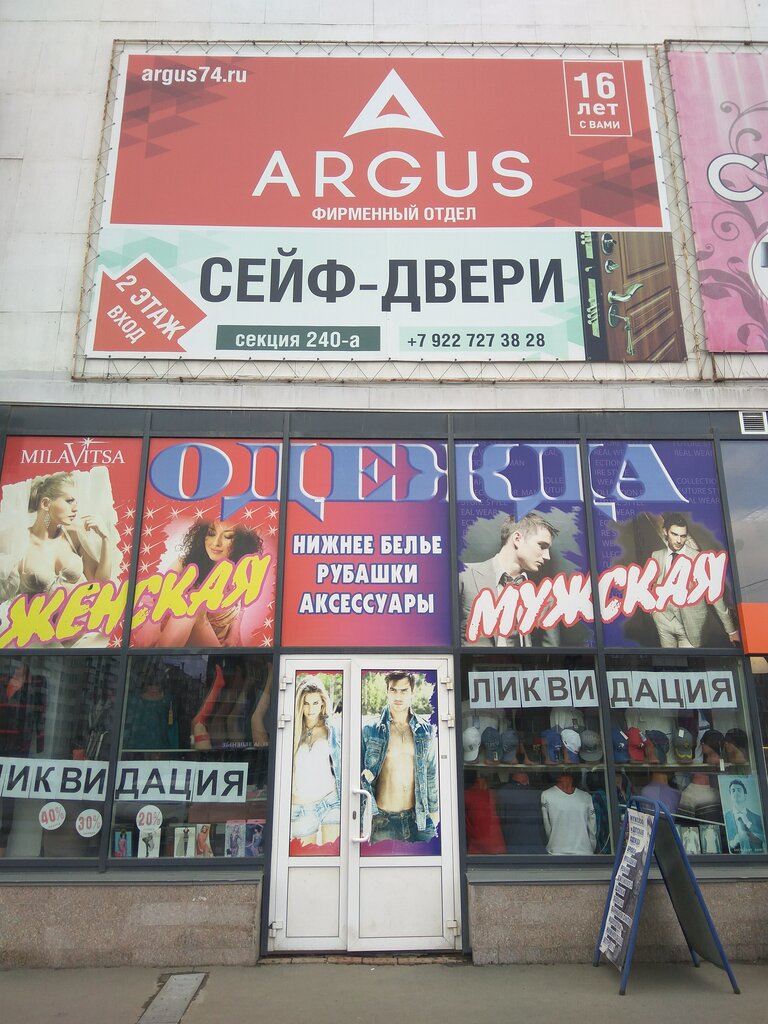 argus74.ru
16
лет
С ВАМИ
ARGUS
ФИРМЕННЫЙ ОТДЕЛ
СЕЙФ-ДВЕРИ
2 ЭТАЖ
ВХОД
секция 240-а
+7 922 727 38 28
MILAVITSA
ОДЕЖДА
ЖЕНСКАЯ
НИЖНЕЕ БЕЛЬЕ
РУБАШКИ
АКСЕССУАРЫ
МУЖСКАЯ
ЛИКВИДАЦИЯ
ИКВИДАЦИЯ
40%
30%
20%